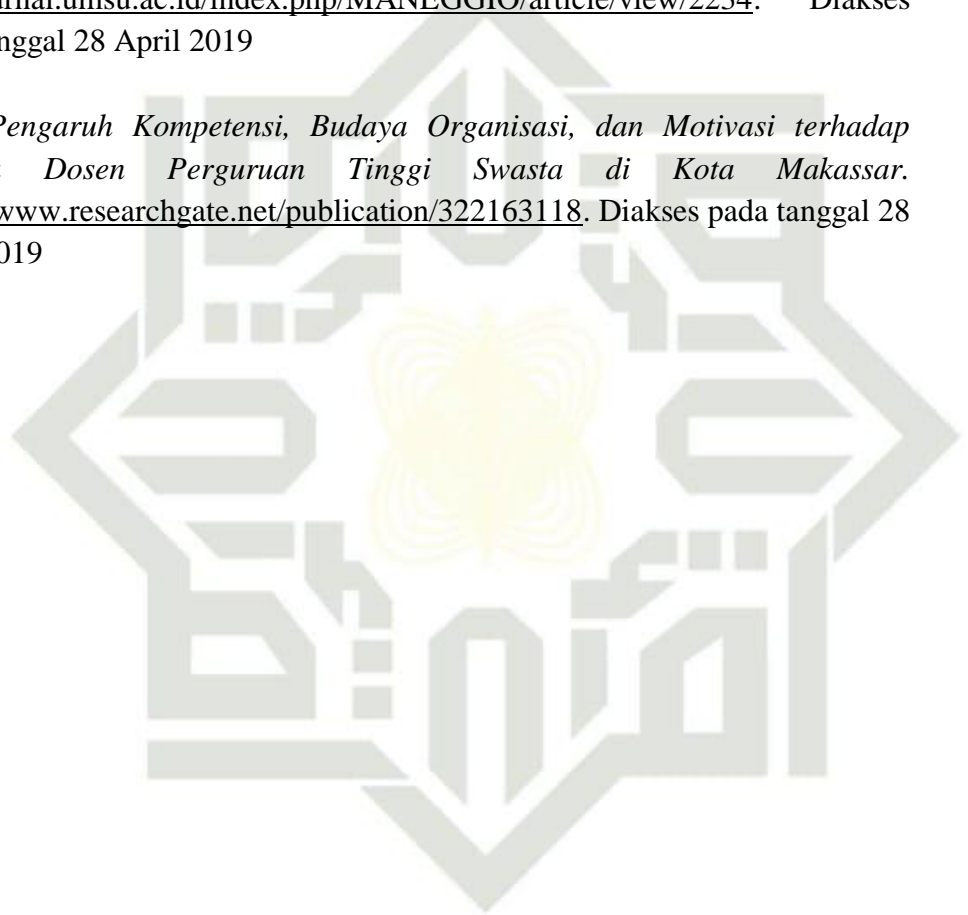 urnal.umsu.ac.id/index.php/MANEGGIO/article/view/2234. Diakses
nggal 28 April 2019
Pengaruh Kompetensi, Budaya Organisasi, dan Motivasi terhadap
Dosen Perguruan Tinggi Swasta di Kota Makassar.
www.researchgate.net/publication/322163118. Diakses pada tanggal 28
019